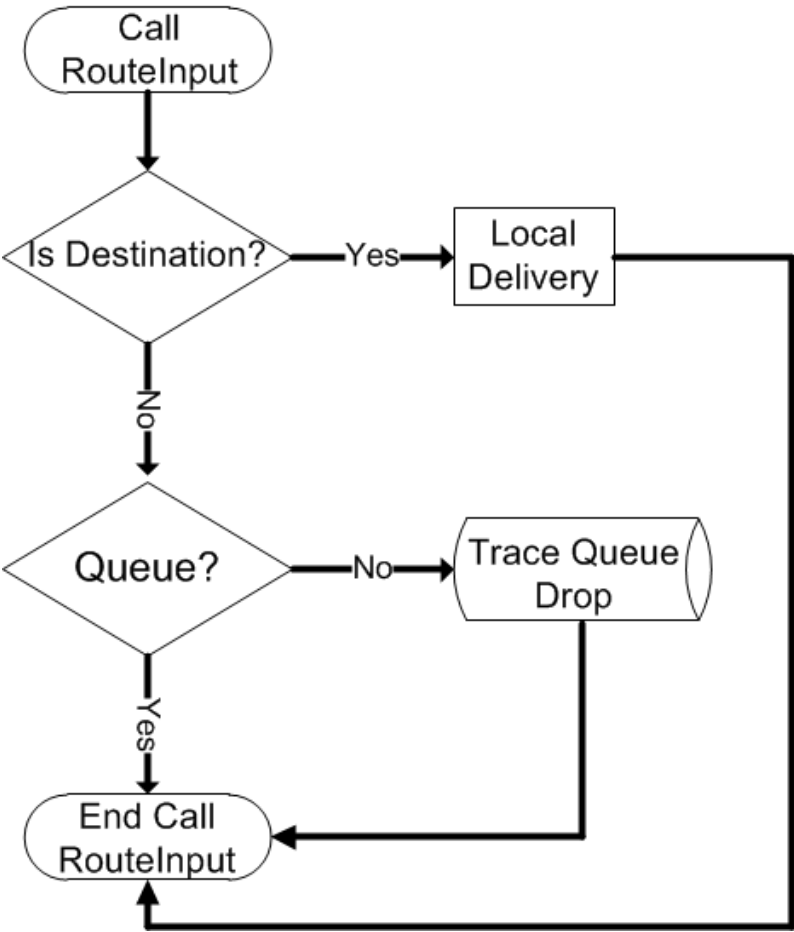 Call
RouteInput
Is Destination?
Yes
Local
Delivery
No
Queue?
No
Trace Queue
Drop
Yes
End Call
RouteInput